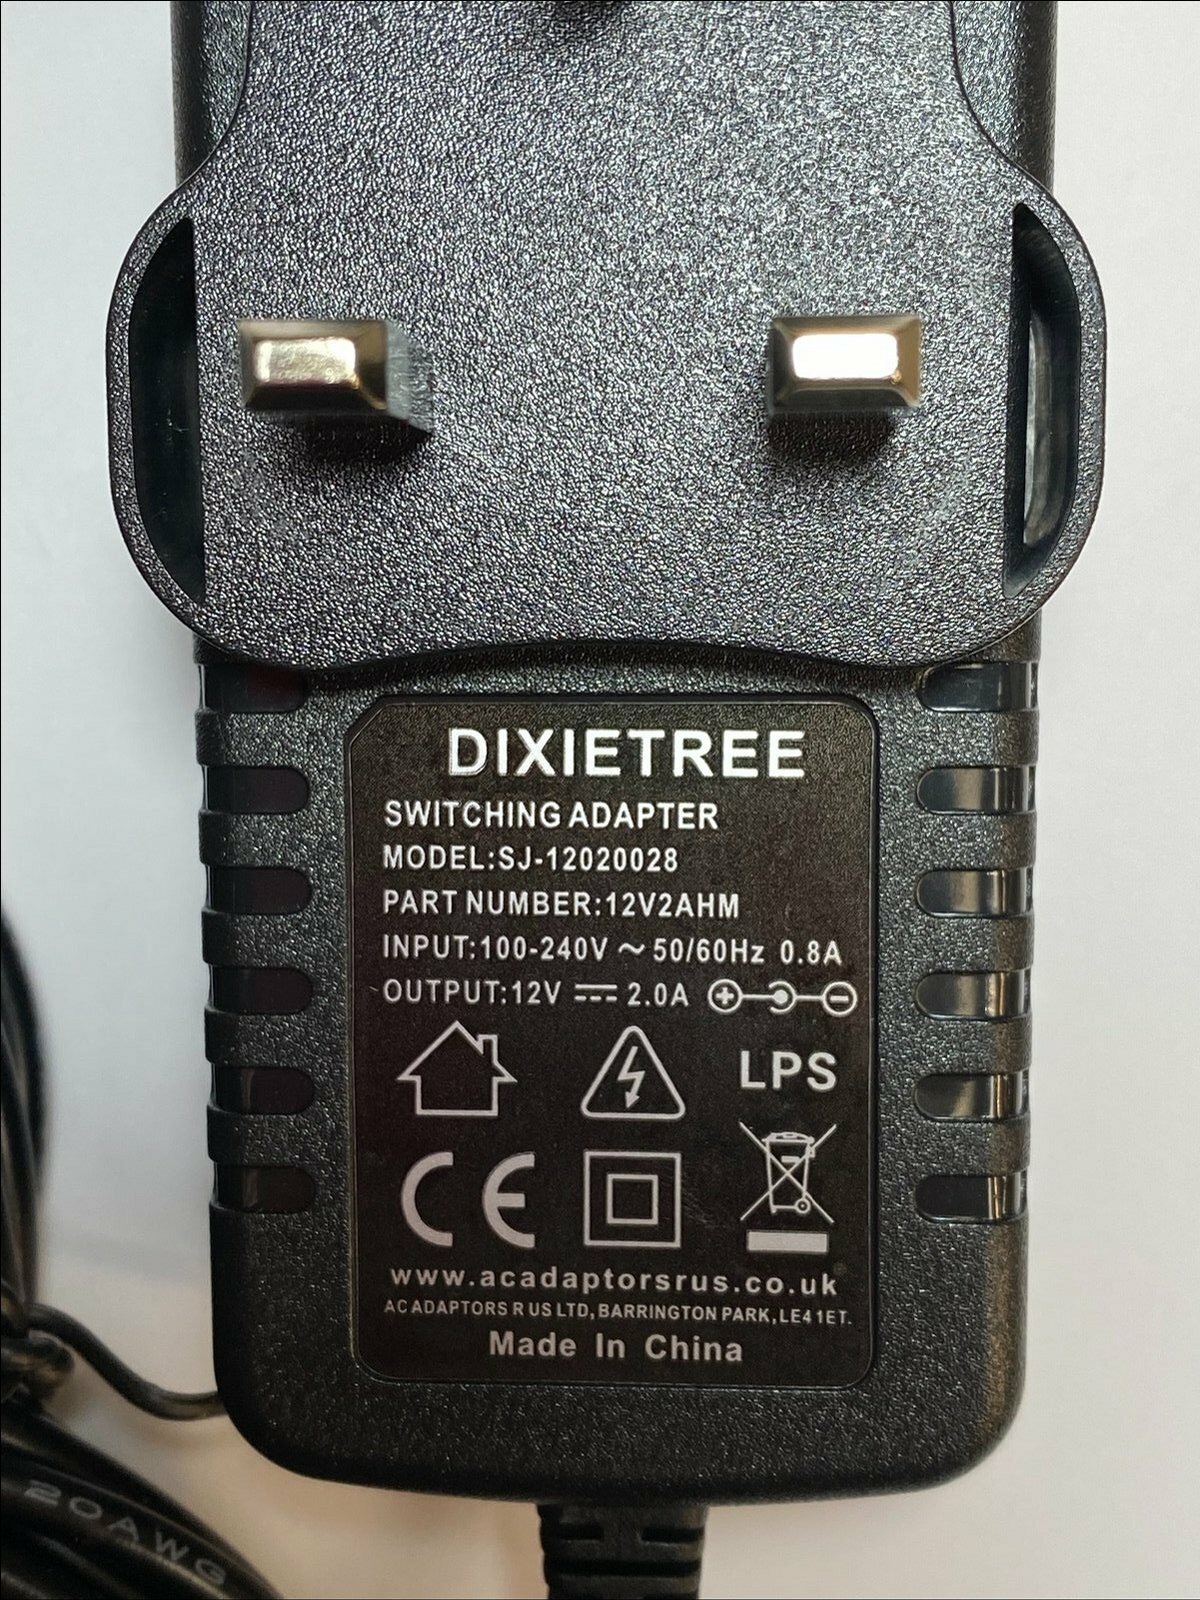 DIXIETREE
SWITCHING ADAPTER
MODEL:SJ-12020028
PART NUMBER:12V2AHM
INPUT:100-240V ~ 50/60Hz 0.8A
OUTPUT:12V ⎓ 2.0A
LPS
CE
www.acadaptorsrus.co.uk
AC ADAPTORS R US LTD, BARRINGTON PARK, LE4 1ET.
Made In China
20AWG